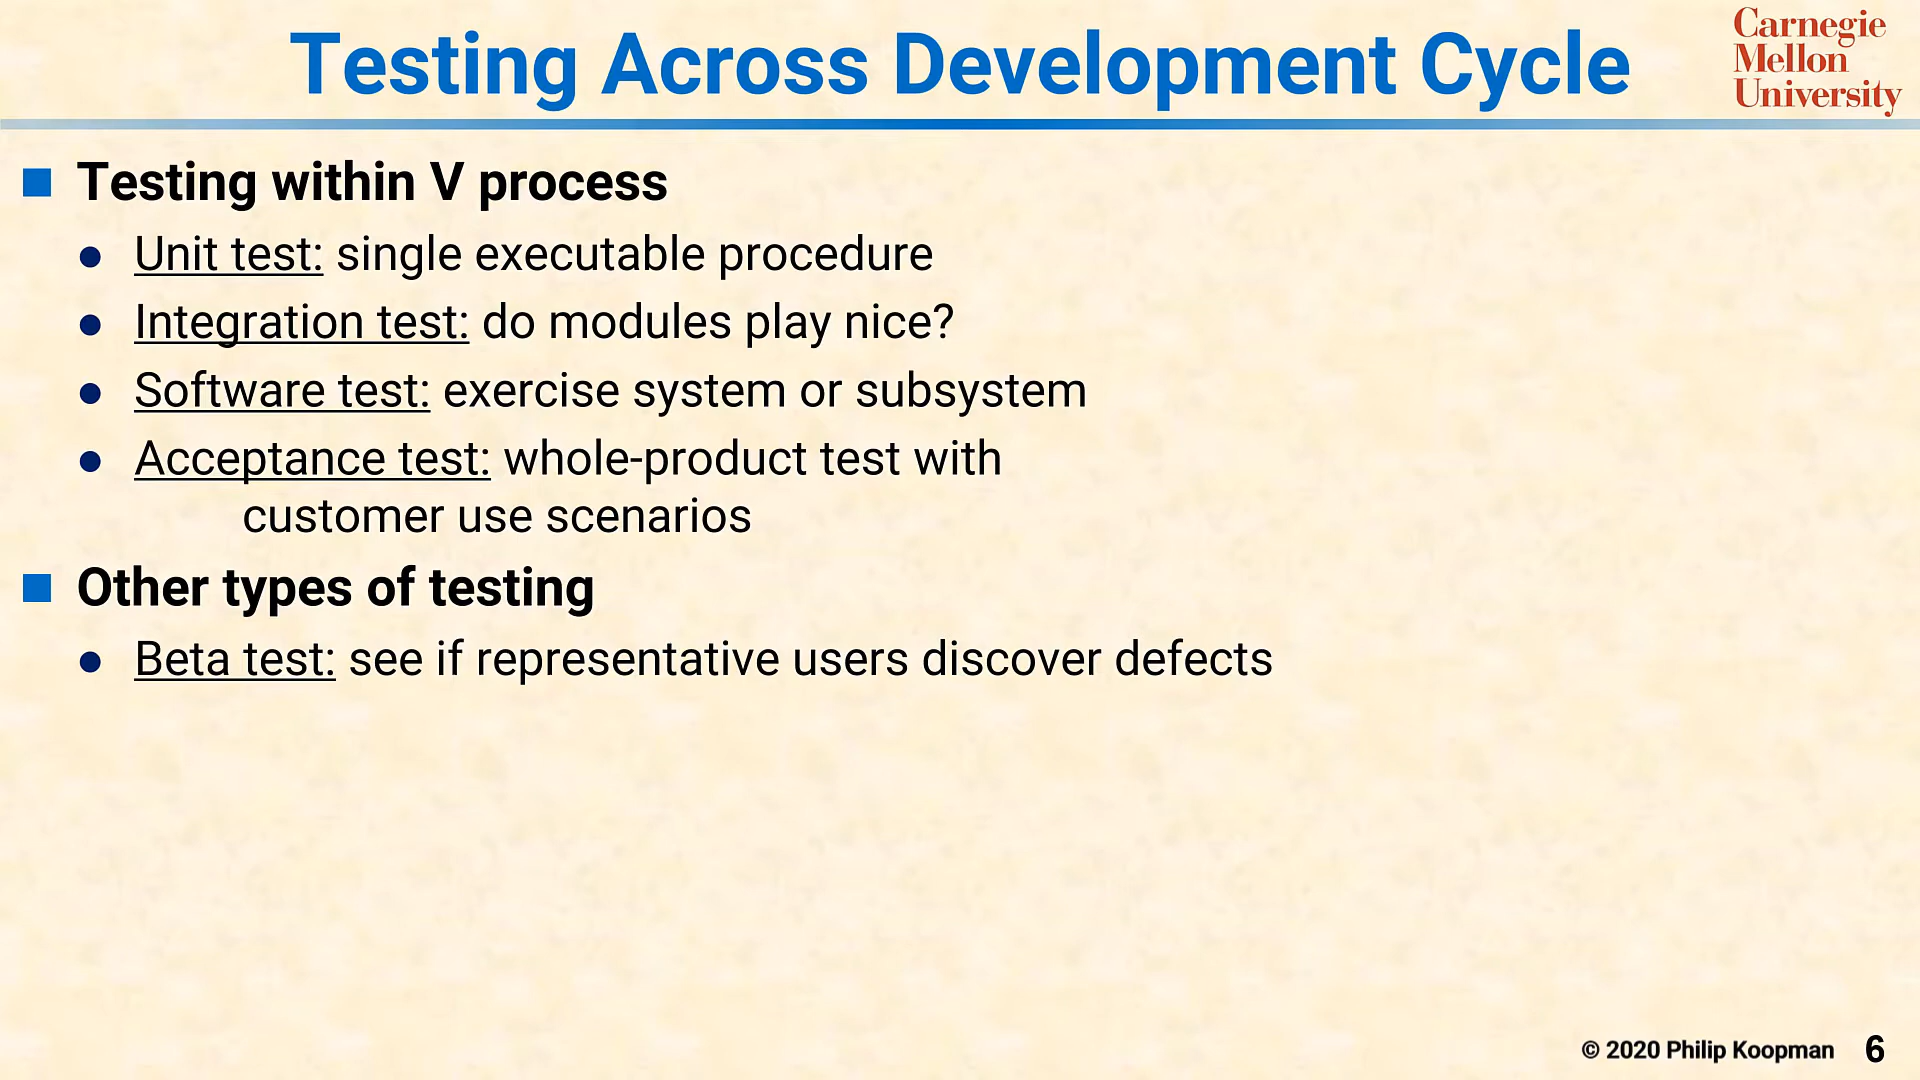 Testing Across Development Cycle
Carnegie
Mellon
University
Testing within V process
Unit test: single executable procedure
Integration test: do modules play nice?
Software test: exercise system or subsystem
Acceptance test: whole-product test with
customer use scenarios
Other types of testing
Beta test: see if representative users discover defects
© 2020 Philip Koopman 6